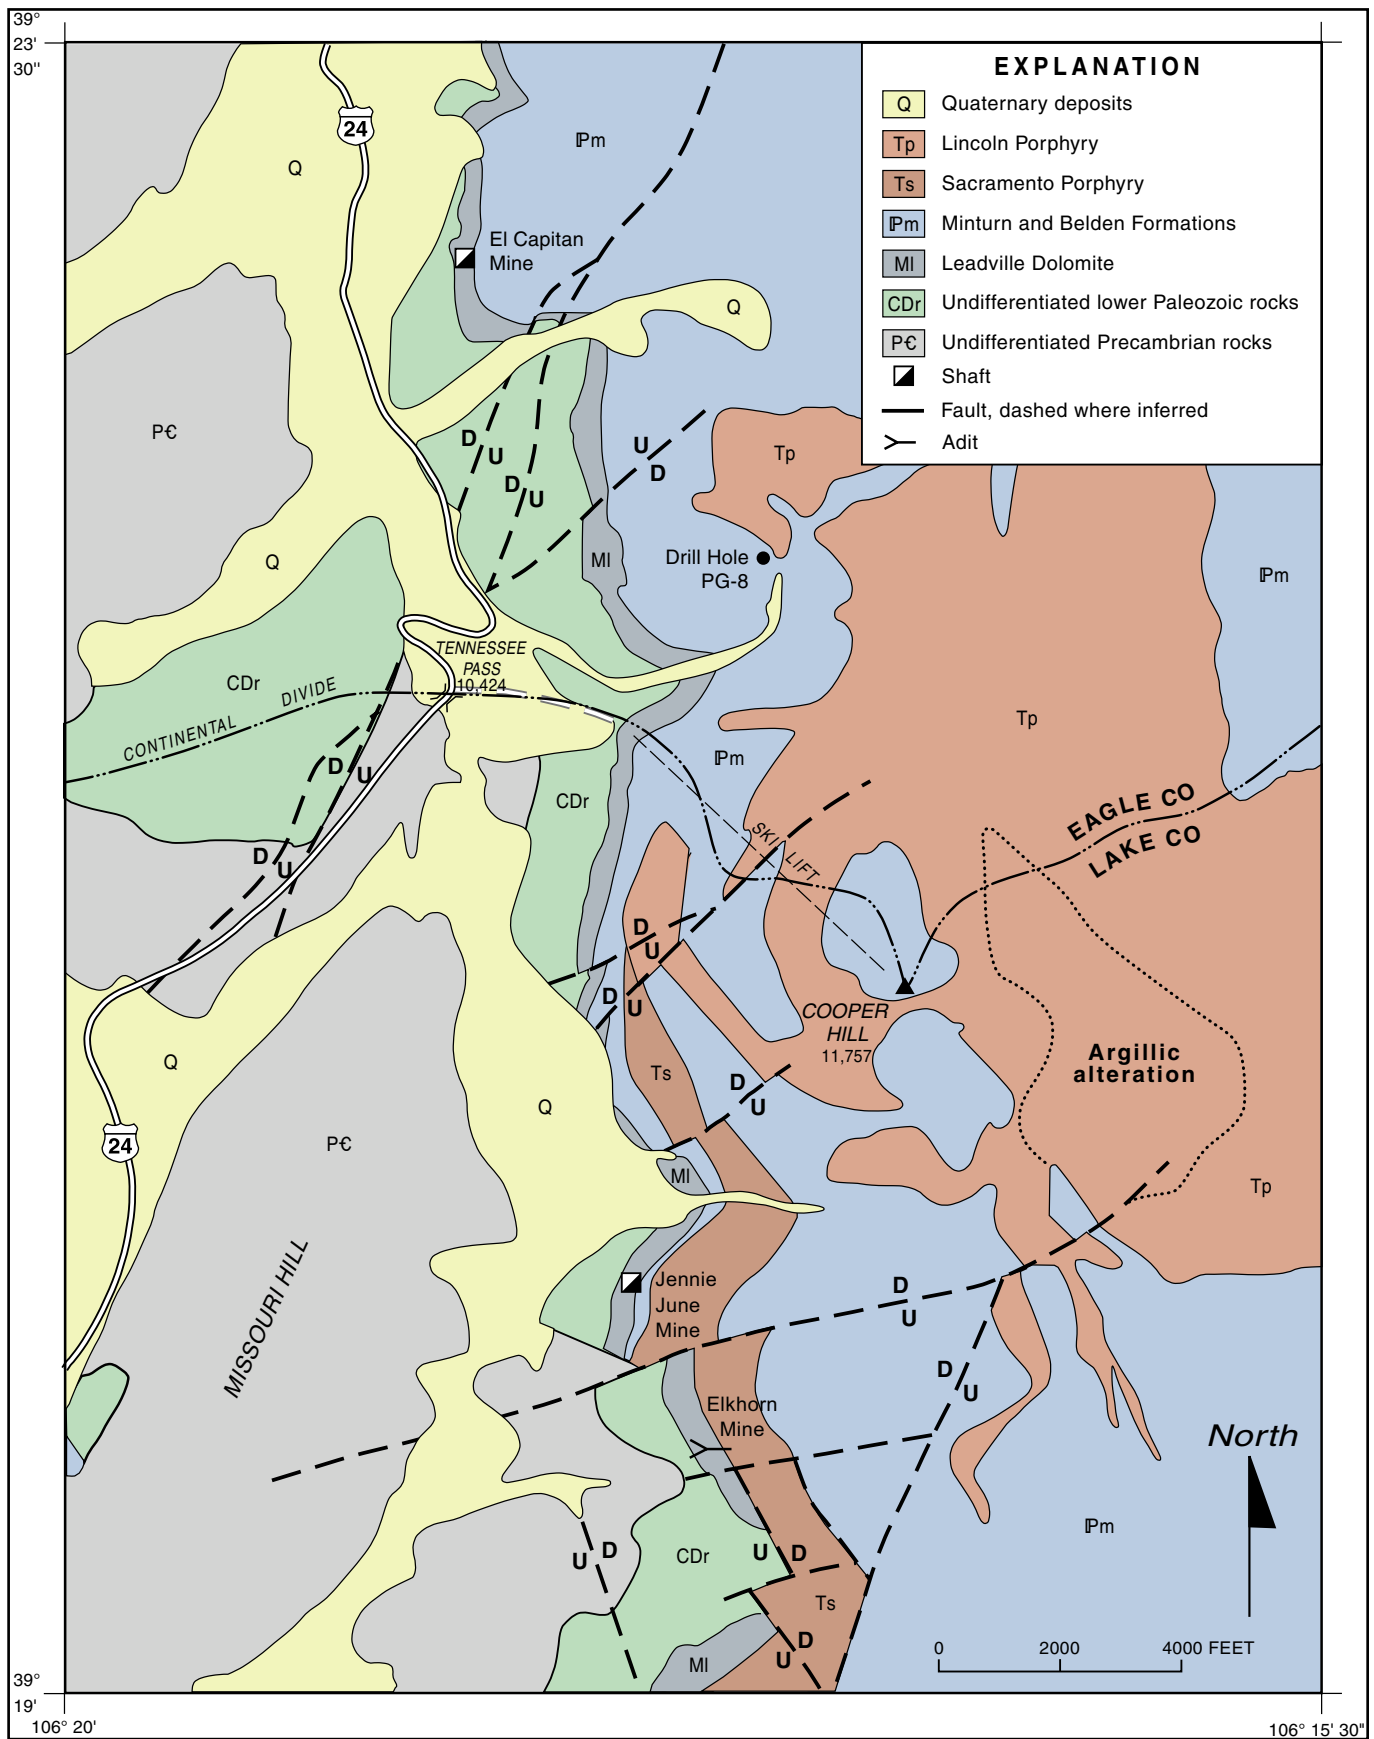 39°
23'
30"
EXPLANATION
Q Quaternary deposits
Tp Lincoln Porphyry
Ts Sacramento Porphyry
ℙm Minturn and Belden Formations
Ml Leadville Dolomite
CDr Undifferentiated lower Paleozoic rocks
P€ Undifferentiated Precambrian rocks
Shaft
Fault, dashed where inferred
Adit
24
Q
ℙm
El Capitan
Mine
Q
P€
D
U
D
U
U
D
Tp
Q
Ml
Drill Hole
PG-8
ℙm
TENNESSEE
PASS
10,424
CDr
CONTINENTAL DIVIDE
Tp
ℙm
D
U
CDr
SKI LIFT
EAGLE CO
LAKE CO
D
U
D
U
D
U
COOPER
HILL
11,757
Argillic
alteration
Q
Ts
D
U
Q
24
P€
Ml
Tp
MISSOURI HILL
Jennie
June
Mine
D
U
D
U
Elkhorn
Mine
North
U
D
CDr
U
D
ℙm
Ts
D
U
Ml
0 2000 4000 FEET
39°
19'
106° 20'
106° 15' 30"